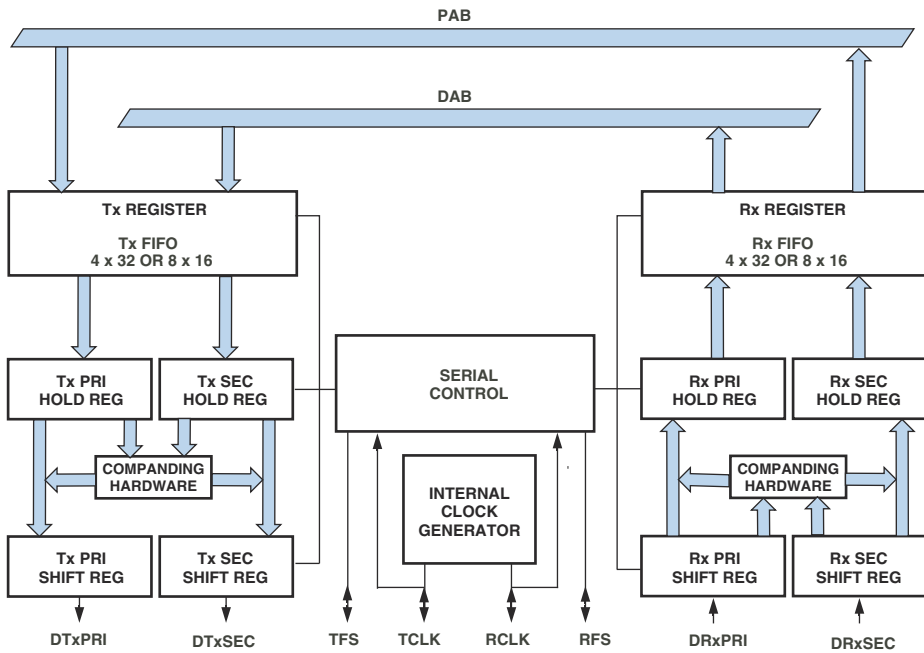 PAB
DAB
Tx REGISTER
Tx FIFO
4 x 32 OR 8 x 16
Rx REGISTER
Rx FIFO
4 x 32 OR 8 x 16
Tx PRI
HOLD REG
Tx SEC
HOLD REG
SERIAL
CONTROL
Rx PRI
HOLD REG
Rx SEC
HOLD REG
COMPANDING
HARDWARE
INTERNAL
CLOCK
GENERATOR
COMPANDING
HARDWARE
Tx PRI
SHIFT REG
Tx SEC
SHIFT REG
Rx PRI
SHIFT REG
Rx SEC
SHIFT REG
DTxPRI
DTxSEC
TFS
TCLK
RCLK
RFS
DRxPRI
DRxSEC